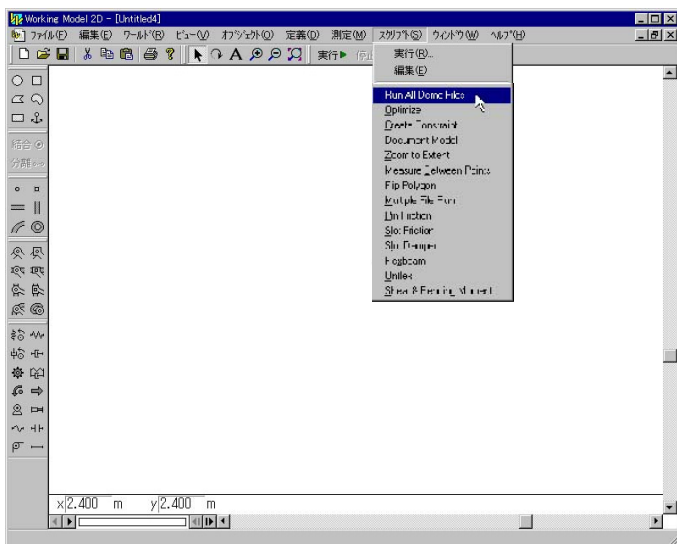 Working Model 2D - [Untitled4]
ファイル(F) 編集(E) ワールド(R) ビュー(V) オブジェクト(O) 定義(D) 測定(M) スクリプト(S) ウィンドウ(W) ヘルプ(H)
A 実行
実行(R)...
編集(E)
Run All Demo Files
Optimize
Create Constraint
Document Model
Zoom to Extent
Measure Between Points
Flip Polygon
Multiple File Run
Pin Friction
Slot Friction
Slot Damper
Flexbeam
Shear & Bending Moment
結合
分離
x 2.400 m y 2.400 m